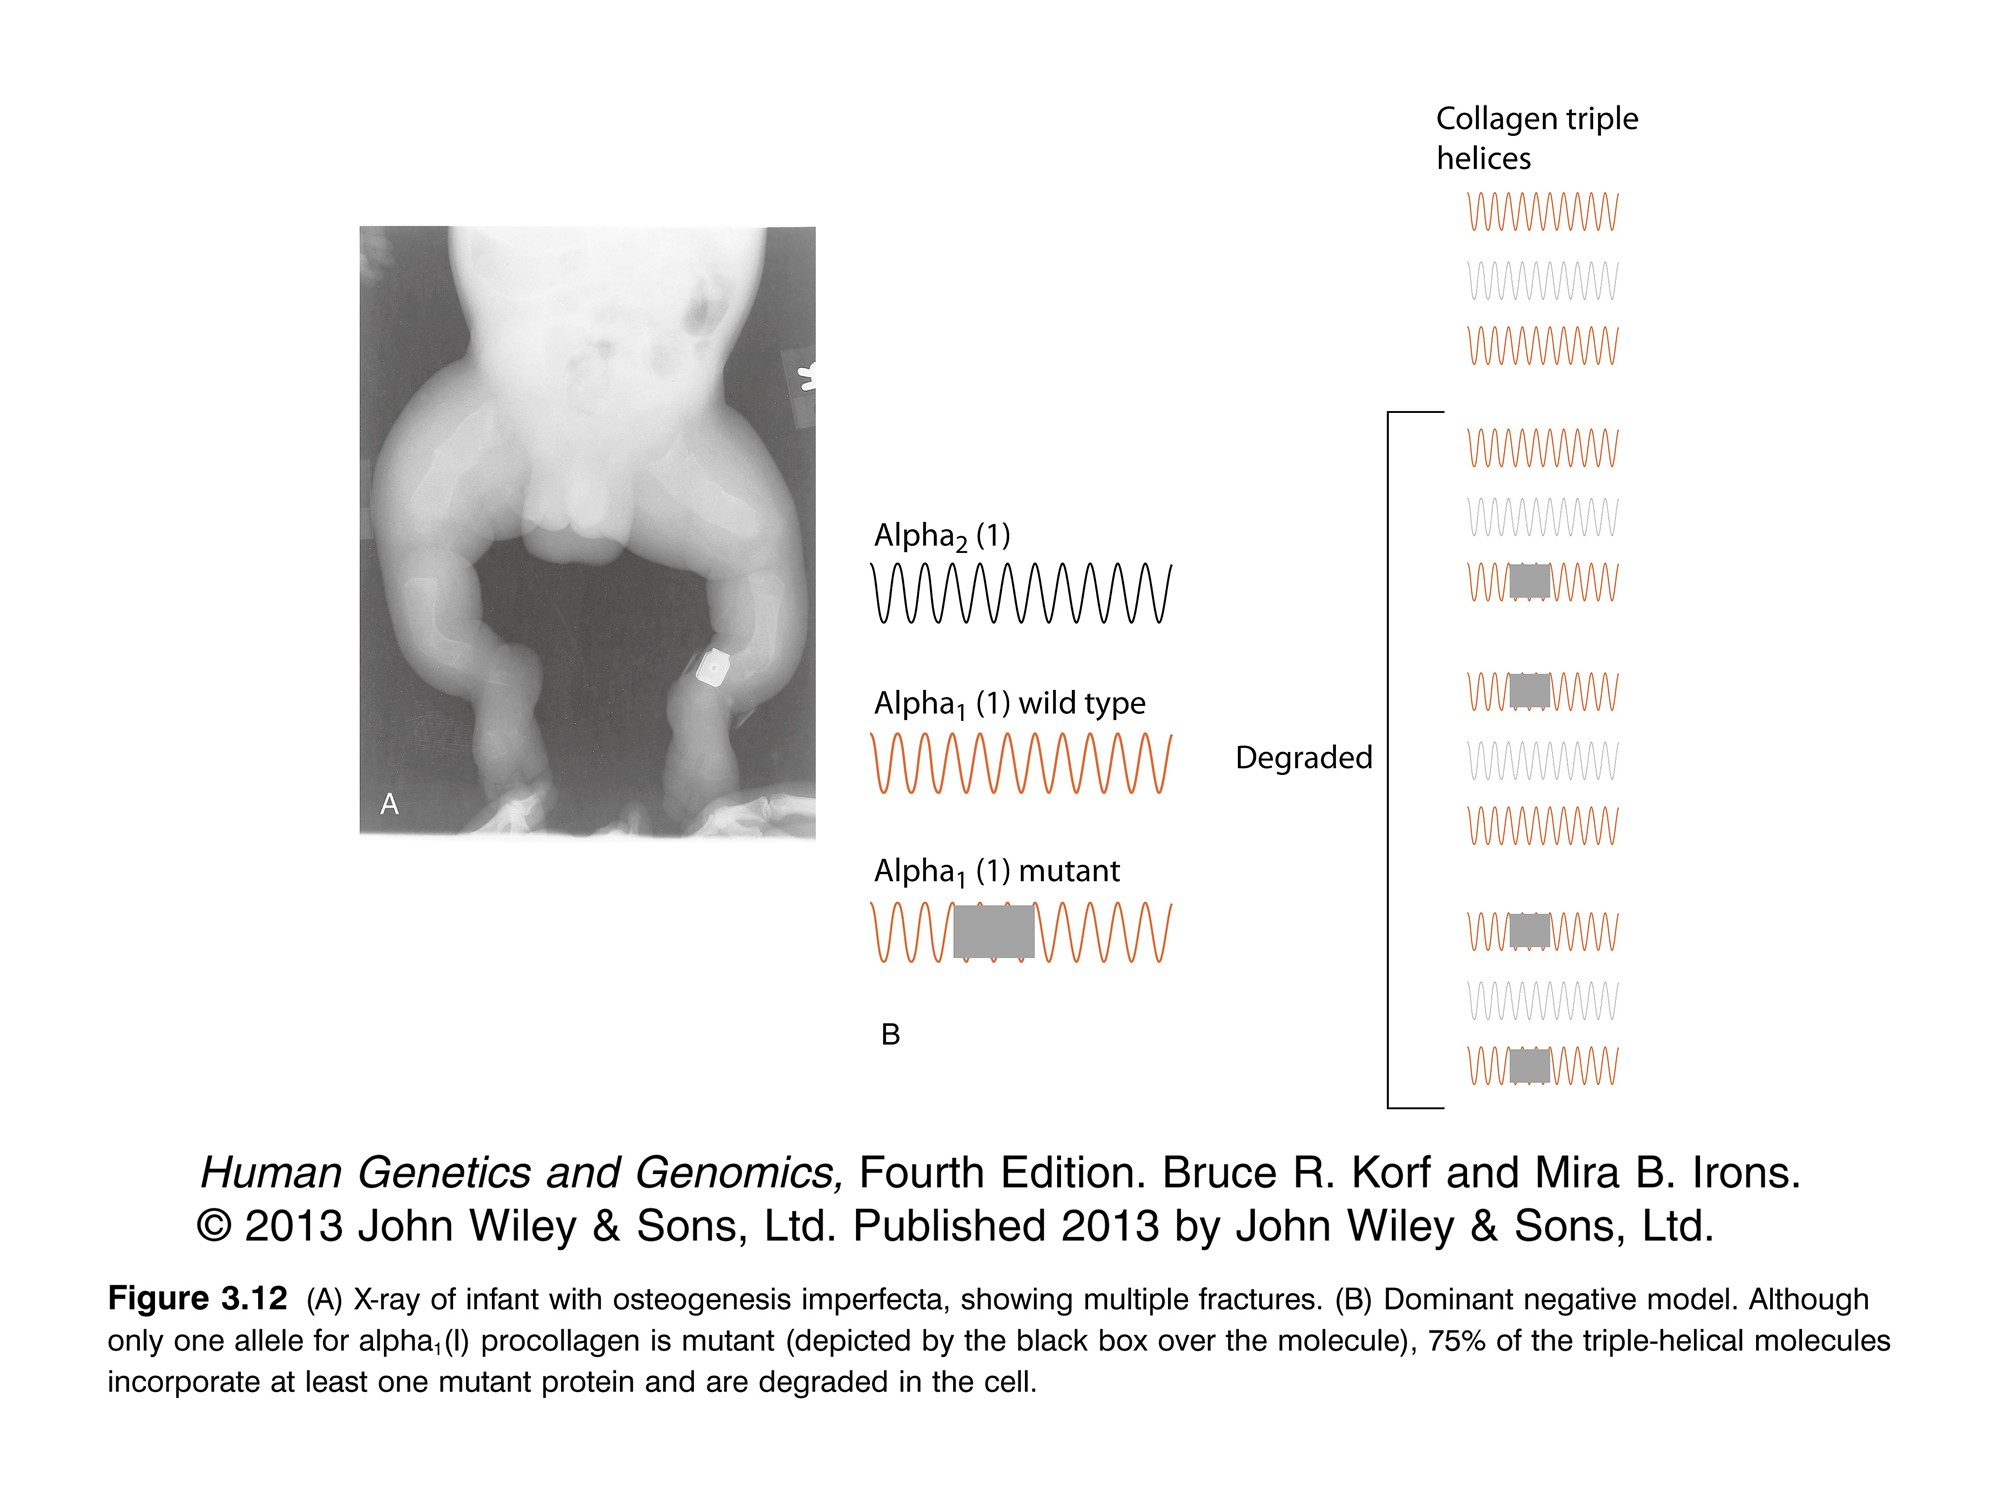 Collagen triple
helices
Alpha₂ (1)
Alpha₁ (1) wild type
Degraded
A
Alpha₁ (1) mutant
B
Human Genetics and Genomics, Fourth Edition. Bruce R. Korf and Mira B. Irons.
© 2013 John Wiley & Sons, Ltd. Published 2013 by John Wiley & Sons, Ltd.
Figure 3.12 (A) X-ray of infant with osteogenesis imperfecta, showing multiple fractures. (B) Dominant negative model. Although
only one allele for alpha₁(I) procollagen is mutant (depicted by the black box over the molecule), 75% of the triple-helical molecules
incorporate at least one mutant protein and are degraded in the cell.